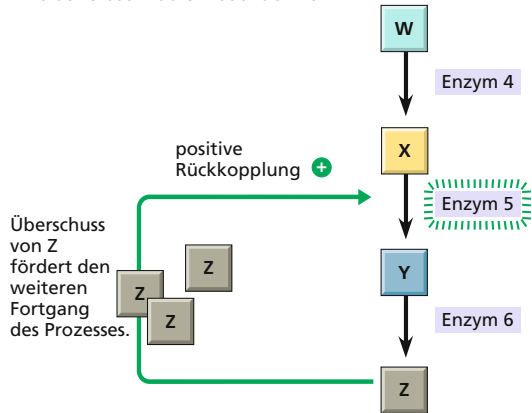 W
Enzym 4
positive
Rückkopplung +
X
Enzym 5
Überschuss
von Z
fördert den
weiteren
Fortgang
des Prozesses.
Z
Z
Z
Y
Enzym 6
Z